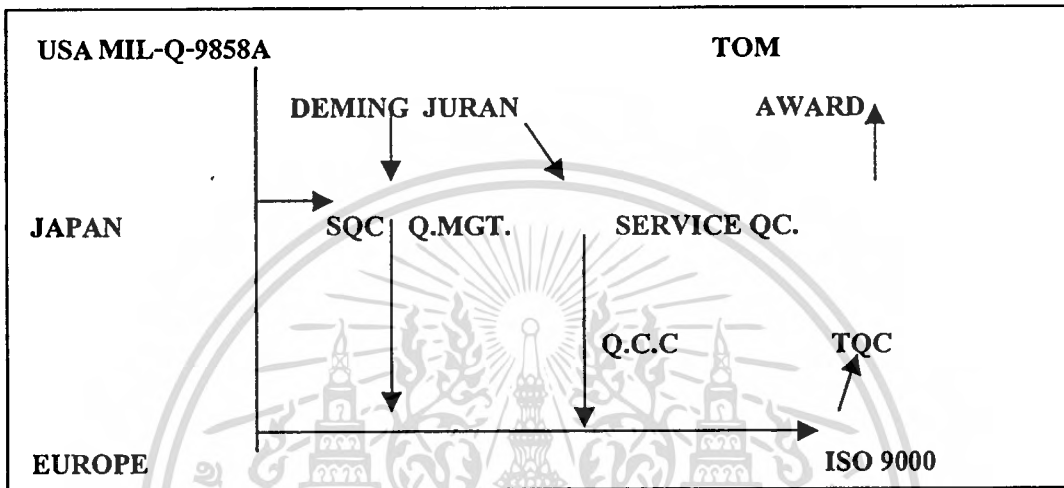 USA MIL-Q-9858A TOM
DEMING JURAN AWARD
JAPAN SQC Q.MGT. SERVICE QC.
Q.C.C TQC
EUROPE ISO 9000